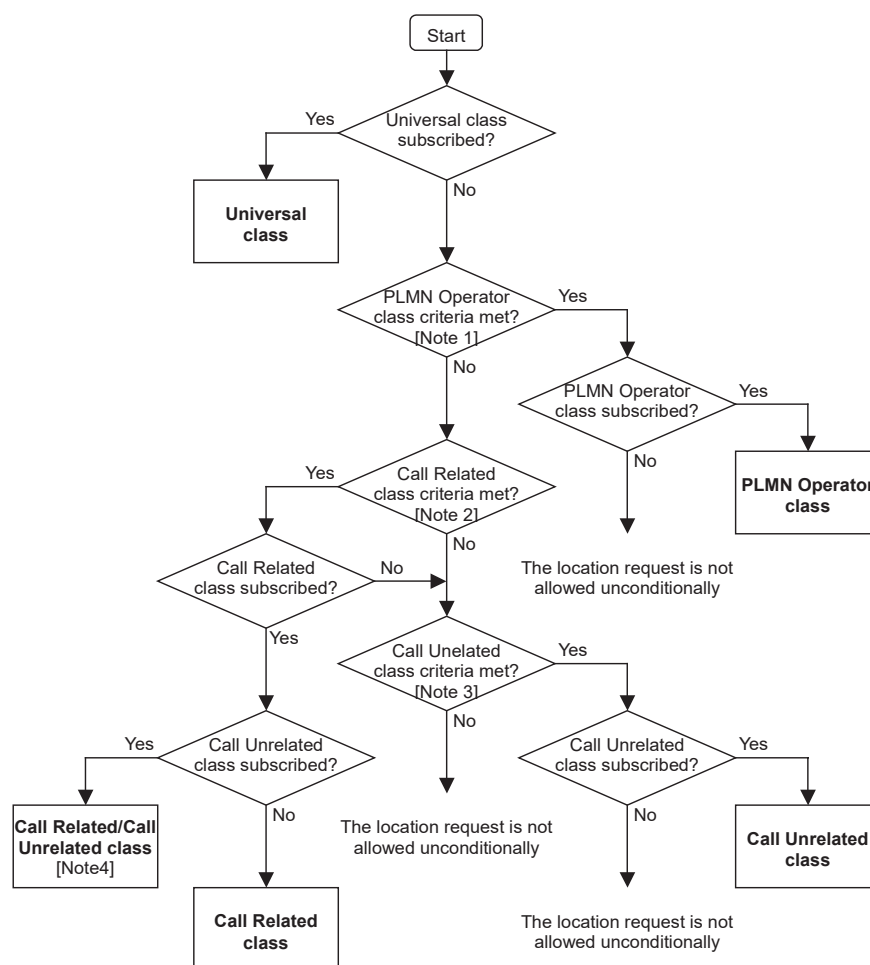 Start
Universal class
subscribed?
Yes
No
Universal
class
PLMN Operator
class criteria met?
[Note 1]
Yes
No
PLMN Operator
class subscribed?
Yes
No
PLMN Operator
class
The location request is not
allowed unconditionally
Call Related
class criteria met?
[Note 2]
Yes
No
Call Related
class subscribed?
No
Yes
Call Unelated
class criteria met?
[Note 3]
Yes
No
Call Unrelated
class subscribed?
Yes
No
Call Related/Call
Unrelated class
[Note4]
Call Related
class
The location request is not
allowed unconditionally
Call Unrelated
class subscribed?
Yes
No
Call Unrelated
class
The location request is not
allowed unconditionally